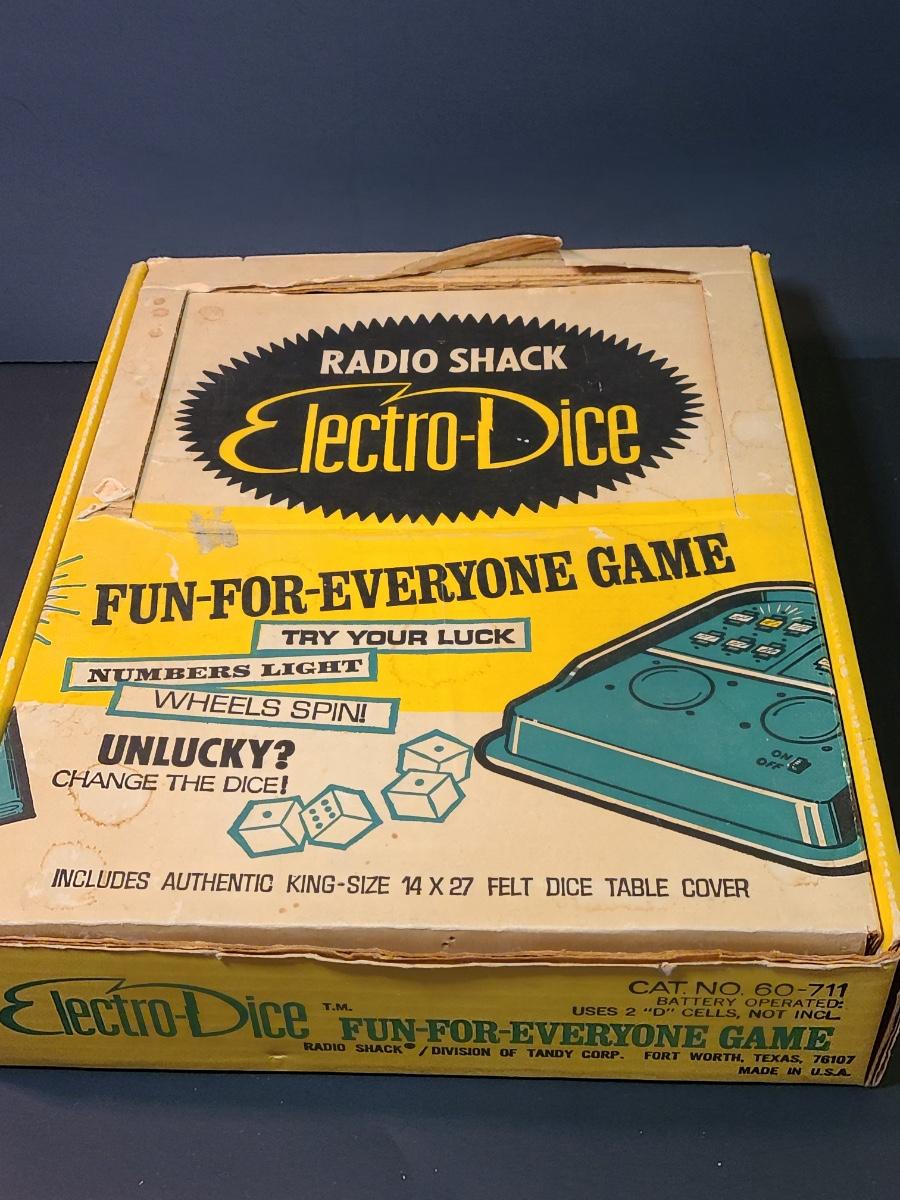 RADIO SHACK
Electro-Dice
FUN-FOR-EVERYONE GAME
TRY YOUR LUCK
NUMBERS LIGHT
WHEELS SPIN!
UNLUCKY?
CHANGE THE DICE!
ON
OFF
INCLUDES AUTHENTIC KING-SIZE 14 X 27 FELT DICE TABLE COVER
Electro-Dice T.M.
FUN-FOR-EVERYONE GAME
CAT. NO. 60-711
BATTERY OPERATED:
USES 2 "D" CELLS, NOT INCL.
RADIO SHACK® / DIVISION OF TANDY CORP. FORT WORTH, TEXAS, 76107
MADE IN U.S.A.